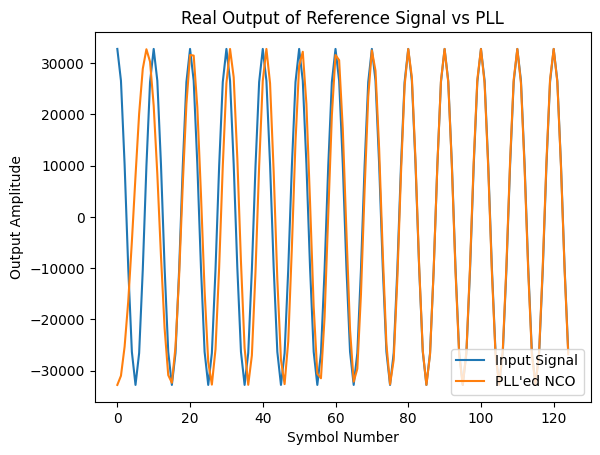 Real Output of Reference Signal vs PLL
Output Amplitude
30000
20000
10000
0
−10000
−20000
−30000
0
20
40
60
80
100
120
Symbol Number
Input Signal
PLL'ed NCO